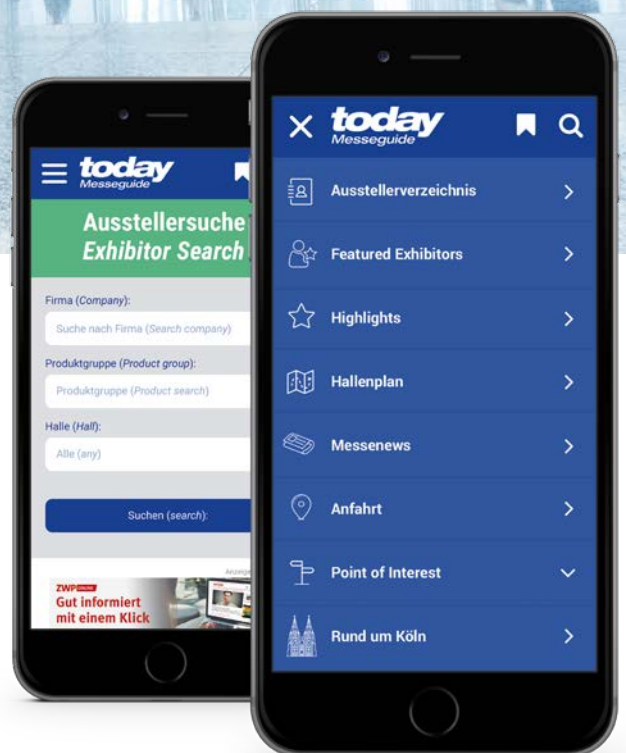 today
Messeguide
Ausstellersuche
Exhibitor Search
Firma (Company):
Suche nach Firma (Search company)
Produktgruppe (Product group):
Produktgruppe (Product search)
Halle (Hall):
Alle (any)
Suchen (search):
Anzeige
ZWP ONLINE
Gut informiert
mit einem Klick
today
Messeguide
Ausstellerverzeichnis
Featured Exhibitors
Highlights
Hallenplan
Messenews
Anfahrt
Point of Interest
Rund um Köln